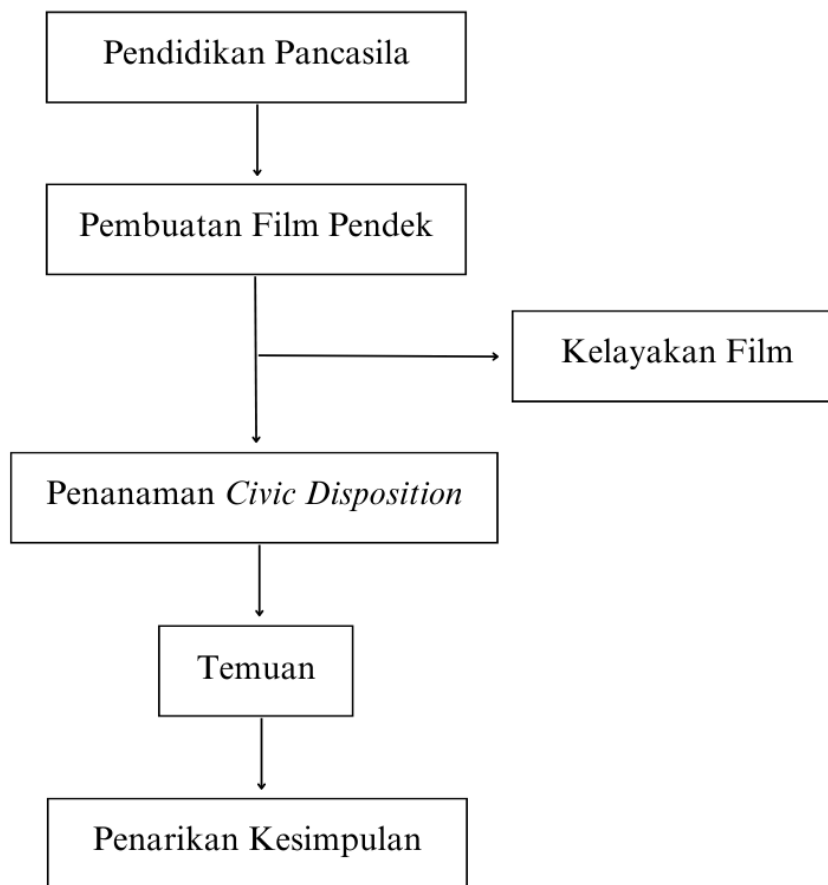 Pendidikan Pancasila
Pembuatan Film Pendek
Kelayakan Film
Penanaman Civic Disposition
Temuan
Penarikan Kesimpulan